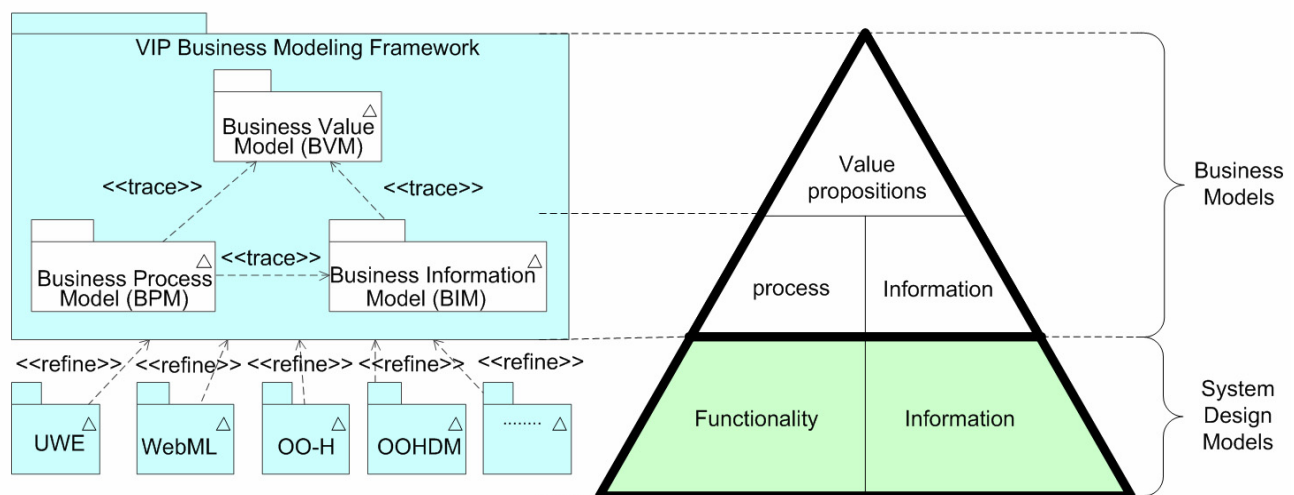 VIP Business Modeling Framework
Business Value
Model (BVM)
<<trace>>
<<trace>>
Business Process
Model (BPM)
<<trace>>
Business Information
Model (BIM)
<<refine>>
<<refine>>
<<refine>>
<<refine>>
<<refine>>
UWE
WebML
OO-H
OOHDM
........
Value
propositions
process
Information
Functionality
Information
Business
Models
System
Design
Models